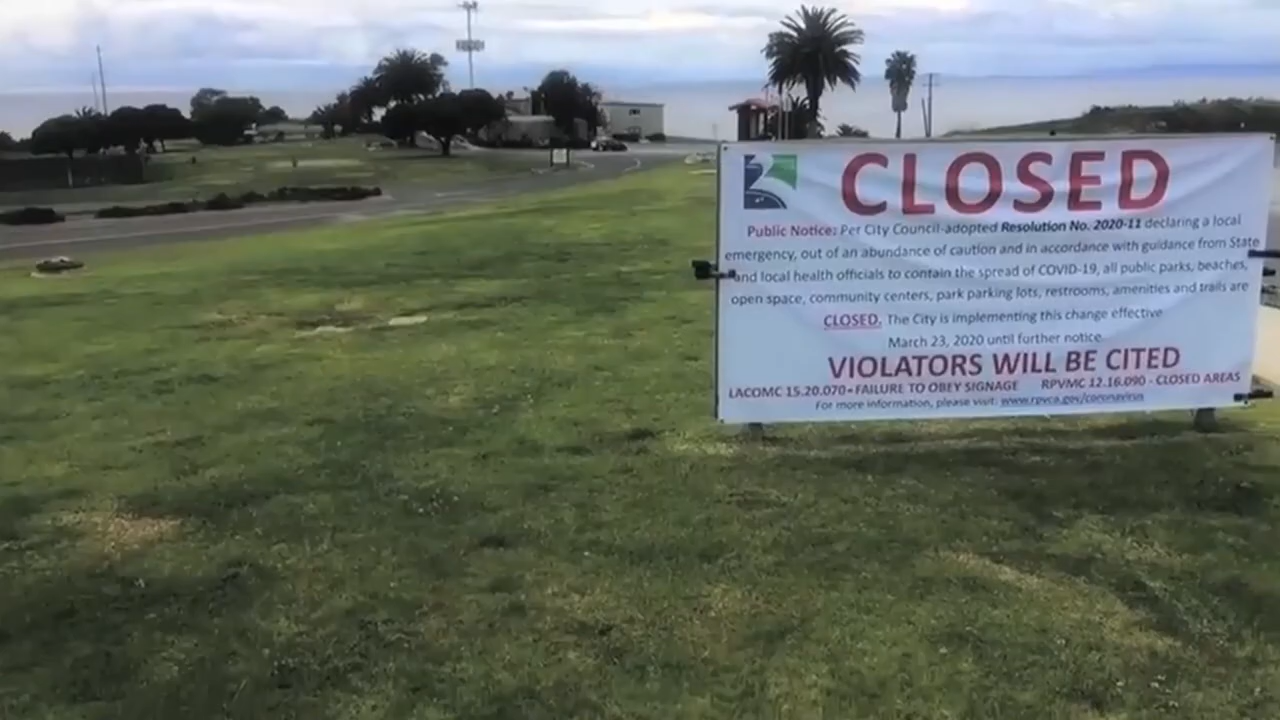 CLOSED
Public Notice: Per City Council-adopted Resolution No. 2020-11 declaring a local
emergency, out of an abundance of caution and in accordance with guidance from State
and local health officials to contain the spread of COVID-19, all public parks, beaches,
open space, community centers, park parking lots, restrooms, amenities and trails are
CLOSED. The City is implementing this change effective
March 23, 2020 until further notice.
VIOLATORS WILL BE CITED
LACOMC 15.20.070 • FAILURE TO OBEY SIGNAGE RPVMC 12.16.090 - CLOSED AREAS
For more information, please visit: www.rpvca.gov/coronavirus